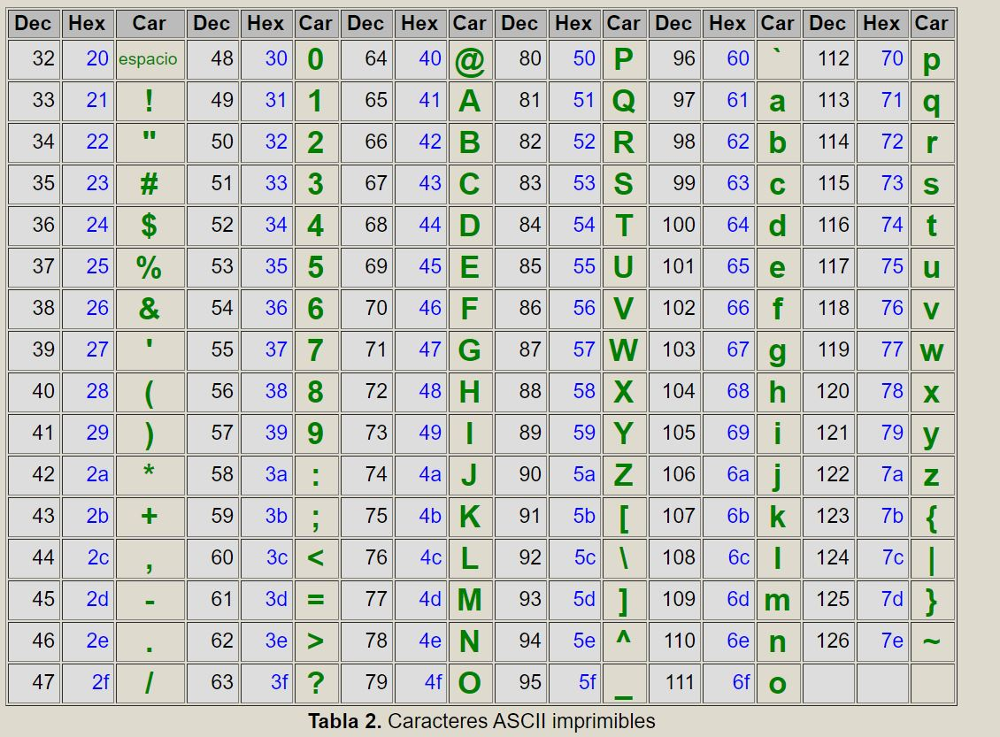 Dec Hex Car Dec Hex Car Dec Hex Car Dec Hex Car Dec Hex Car Dec Hex Car
32 20 espacio 48 30 0 64 40 @ 80 50 P 96 60 ` 112 70 p
33 21 ! 49 31 1 65 41 A 81 51 Q 97 61 a 113 71 q
34 22 " 50 32 2 66 42 B 82 52 R 98 62 b 114 72 r
35 23 # 51 33 3 67 43 C 83 53 S 99 63 c 115 73 s
36 24 $ 52 34 4 68 44 D 84 54 T 100 64 d 116 74 t
37 25 % 53 35 5 69 45 E 85 55 U 101 65 e 117 75 u
38 26 & 54 36 6 70 46 F 86 56 V 102 66 f 118 76 v
39 27 ' 55 37 7 71 47 G 87 57 W 103 67 g 119 77 w
40 28 ( 56 38 8 72 48 H 88 58 X 104 68 h 120 78 x
41 29 ) 57 39 9 73 49 I 89 59 Y 105 69 i 121 79 y
42 2a * 58 3a : 74 4a J 90 5a Z 106 6a j 122 7a z
43 2b + 59 3b ; 75 4b K 91 5b [ 107 6b k 123 7b {
44 2c , 60 3c < 76 4c L 92 5c \ 108 6c l 124 7c |
45 2d - 61 3d = 77 4d M 93 5d ] 109 6d m 125 7d }
46 2e . 62 3e > 78 4e N 94 5e ^ 110 6e n 126 7e ~
47 2f / 63 3f ? 79 4f O 95 5f _ 111 6f o
Tabla 2. Caracteres ASCII imprimibles